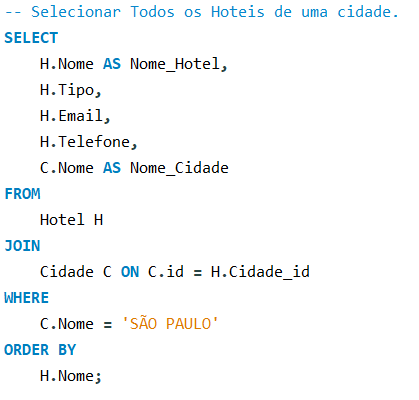 -- Selecionar Todos os Hoteis de uma cidade.
SELECT
    H.Nome AS Nome_Hotel,
    H.Tipo,
    H.Email,
    H.Telefone,
    C.Nome AS Nome_Cidade
FROM
    Hotel H
JOIN
    Cidade C ON C.id = H.Cidade_id
WHERE
    C.Nome = 'SÃO PAULO'
ORDER BY
    H.Nome;